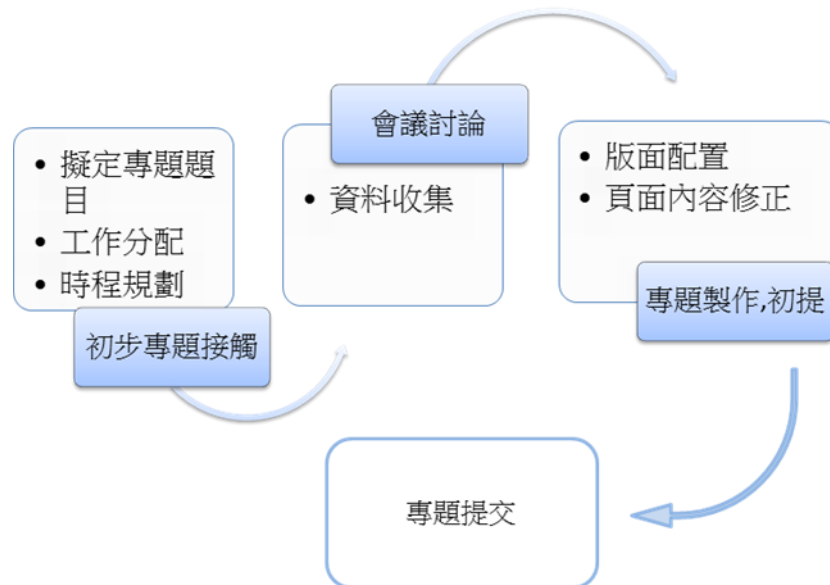 • 擬定專題題
目
• 工作分配
• 時程規劃
初步專題接觸
會議討論
• 資料收集
• 版面配置
• 頁面內容修正
專題製作,初提
專題提交